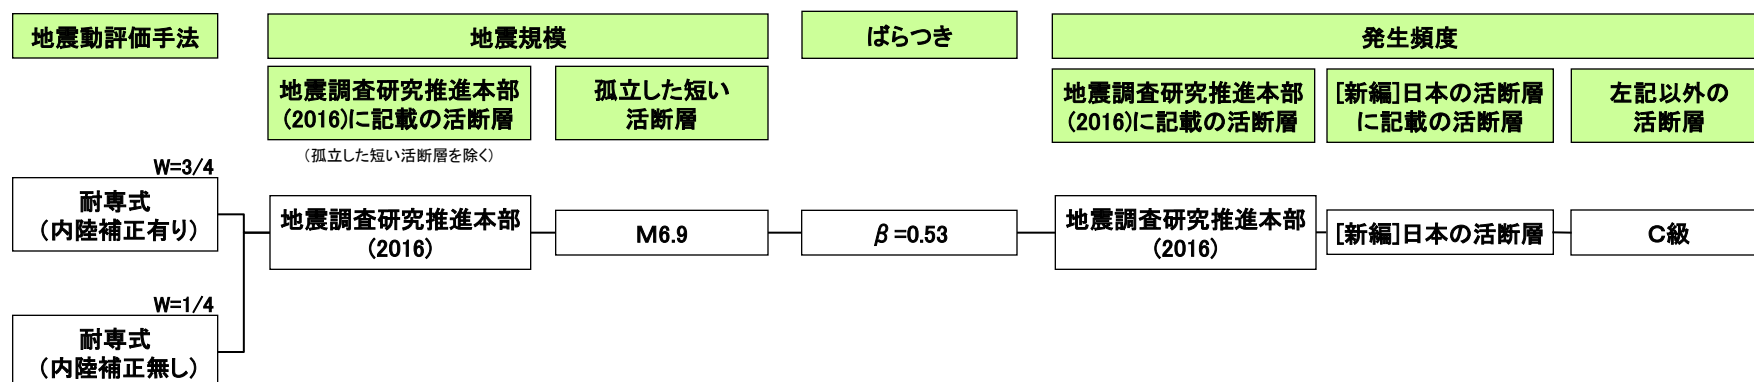 地震動評価手法
地震規模
ばらつき
発生頻度
地震調査研究推進本部
(2016)に記載の活断層
孤立した短い
活断層
地震調査研究推進本部
(2016)に記載の活断層
[新編]日本の活断層
に記載の活断層
左記以外の
活断層
（孤立した短い活断層を除く）
W=3/4
耐専式
（内陸補正有り）
地震調査研究推進本部
(2016)
M6.9
β=0.53
地震調査研究推進本部
(2016)
[新編]日本の活断層
C級
W=1/4
耐専式
（内陸補正無し）